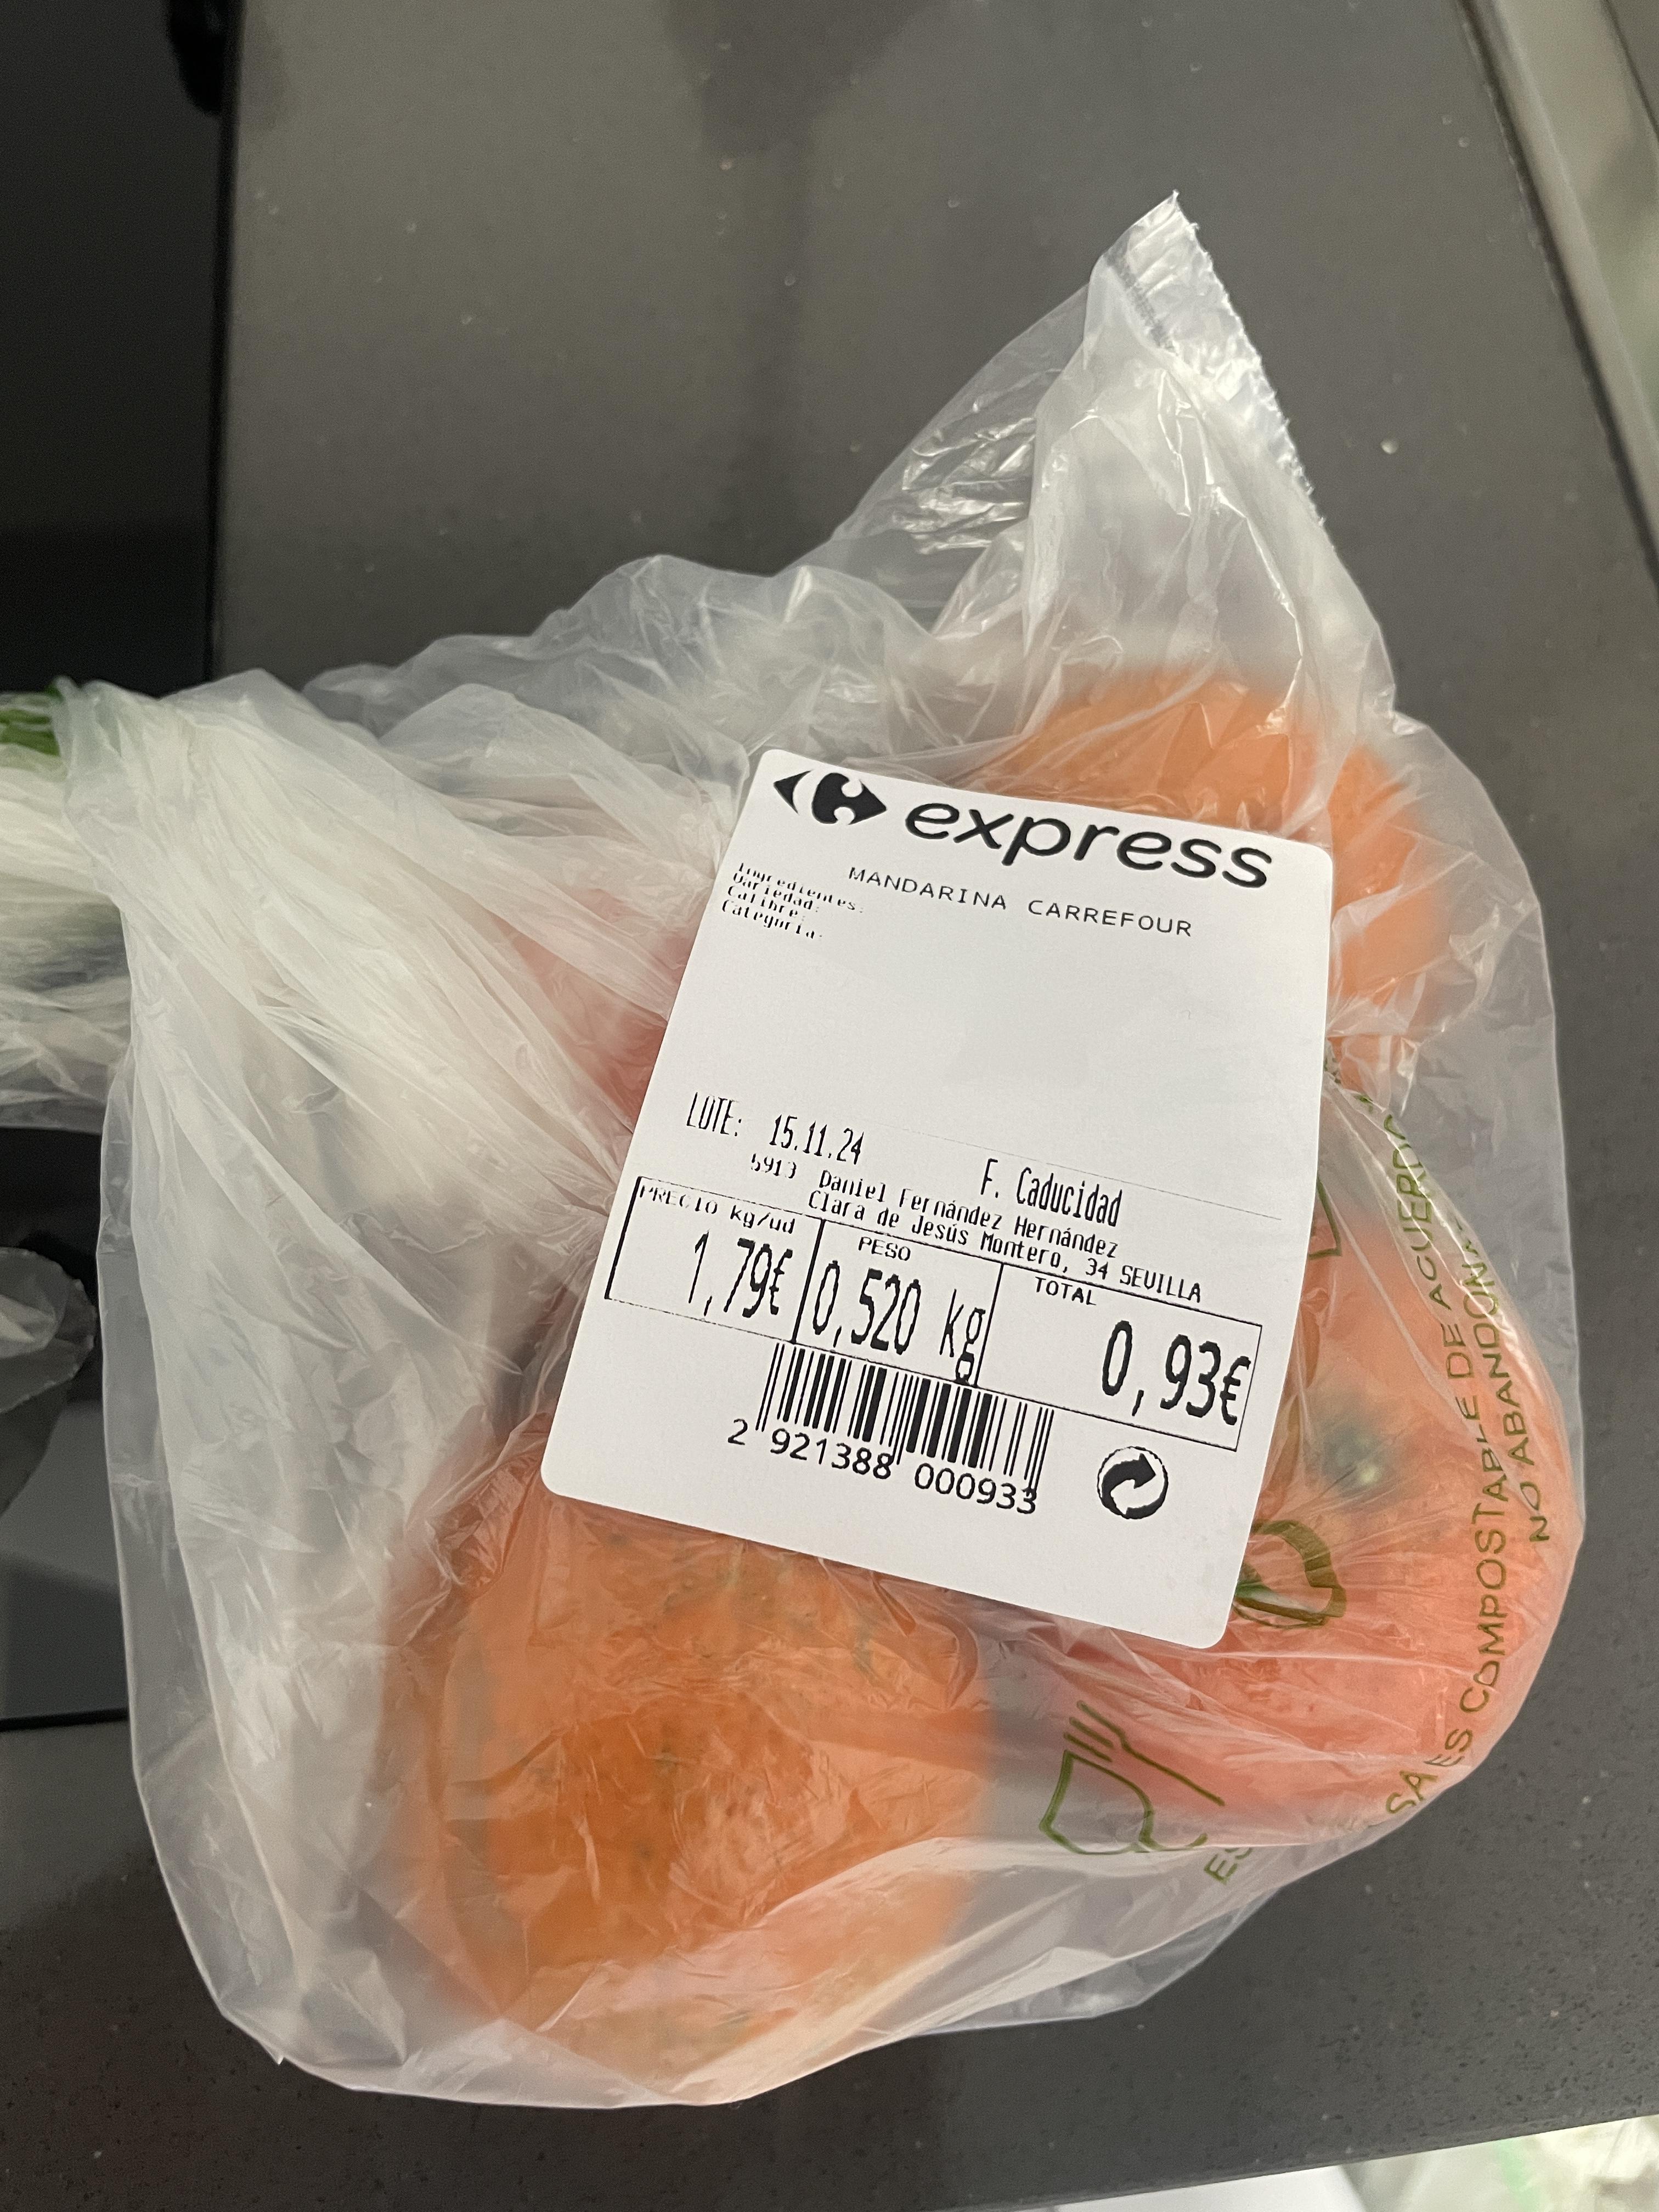 express
MANDARINA CARREFOUR
Ingredientes:
Variedad:
Calibre:
Categoria:
LOTE: 15.11.24
F. Caducidad
5913 Daniel Fernández Hernández
Clara de Jesús Montero, 34 SEVILLA
PRECIO kg/ud
1,79€
PESO
0,520 kg
TOTAL
0,93€
2 921388 000933
ES COMPOSTABLE DE ACUERDO
NO ABANDONAR